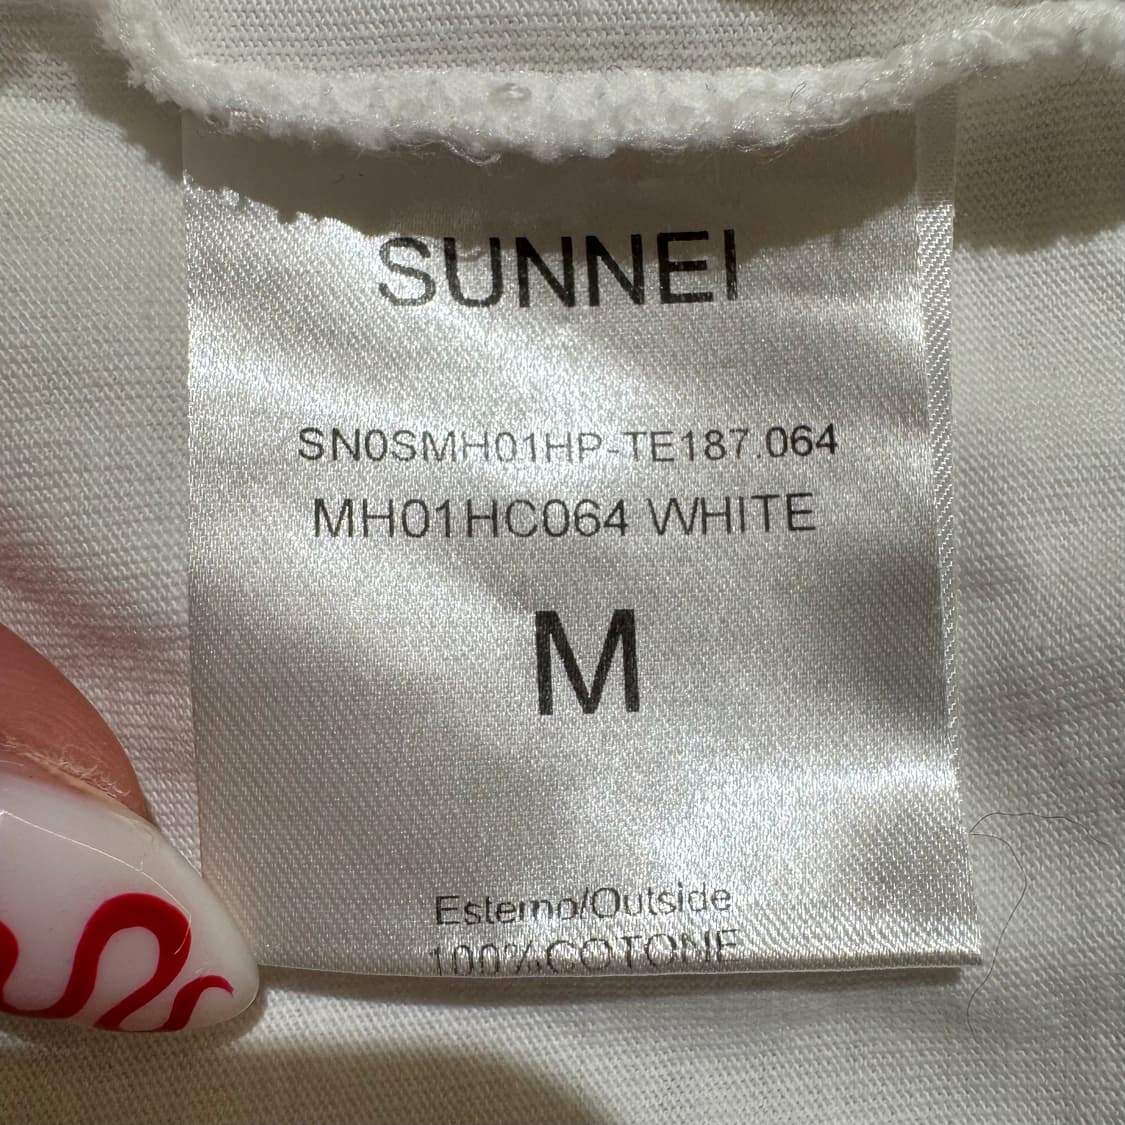 SUNNEI
SN0SMH01HP-TE187.064
MH01HC064 WHITE
M
Esterno/Outside
100%COTONE